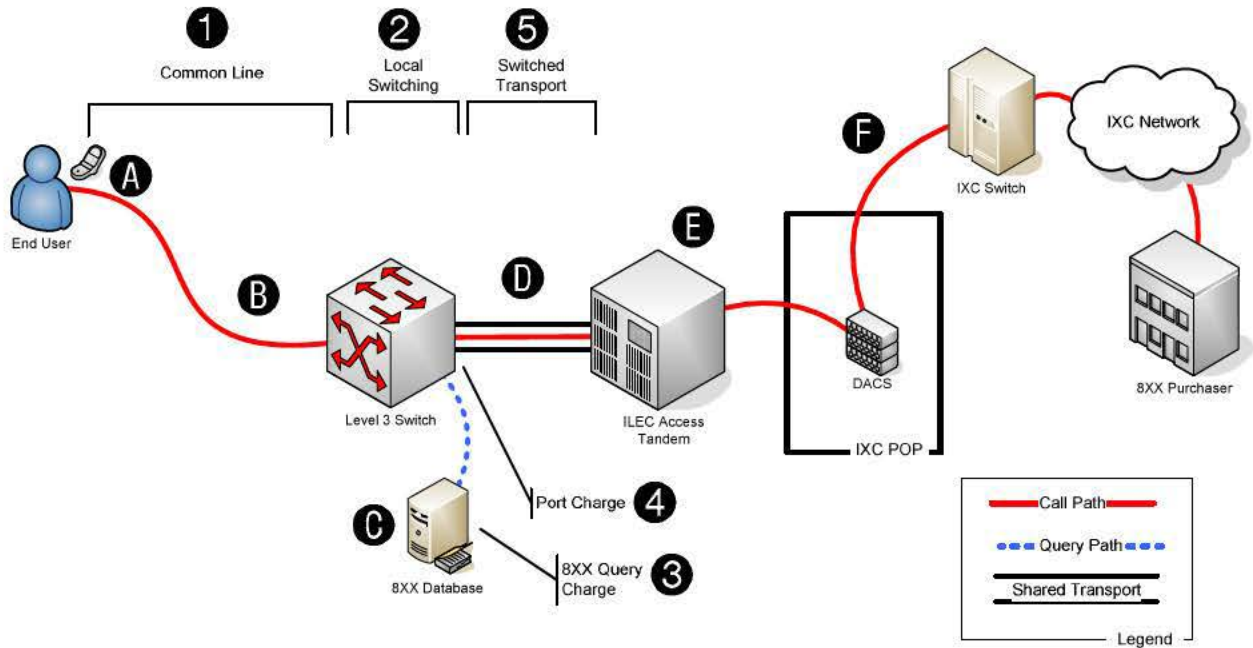 1
2
5
Common Line
Local
Switching
Switched
Transport
F
IXC Network
IXC Switch
A
End User
E
B
D
DACS
Level 3 Switch
ILEC Access
Tandem
8XX Purchaser
IXC POP
Port Charge
4
C
8XX Query
Charge
3
8XX Database
Call Path
Query Path
Shared Transport
Legend